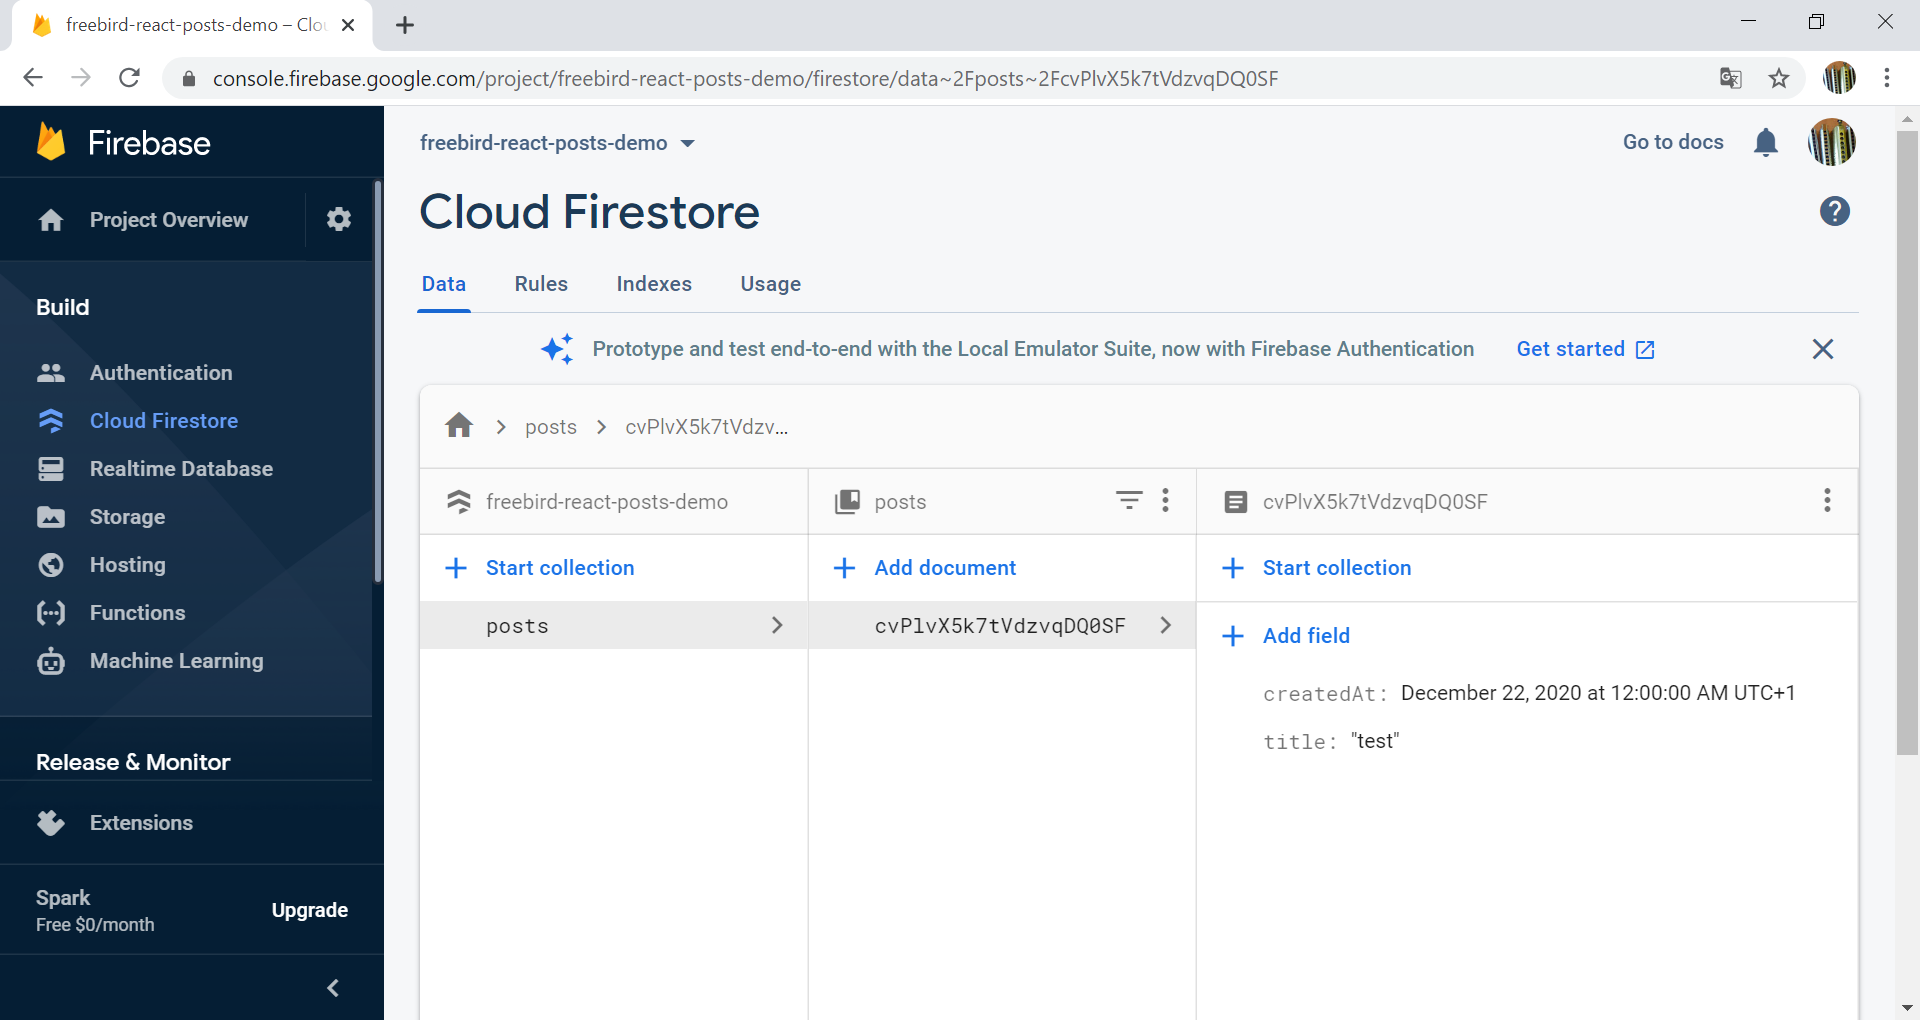 freebird-react-posts-demo – Clo
console.firebase.google.com/project/freebird-react-posts-demo/firestore/data~2Fposts~2FcvPlvX5k7tVdzvqDQ0SF
Firebase
Project Overview
Build
Authentication
Cloud Firestore
Realtime Database
Storage
Hosting
Functions
Machine Learning
Release & Monitor
Extensions
Spark
Free $0/month
Upgrade
freebird-react-posts-demo
Go to docs
Cloud Firestore
Data Rules Indexes Usage
Prototype and test end-to-end with the Local Emulator Suite, now with Firebase Authentication Get started
posts cvPlvX5k7tVdzv...
freebird-react-posts-demo
Start collection
posts
posts
Add document
cvPlvX5k7tVdzvqDQ0SF
cvPlvX5k7tVdzvqDQ0SF
Start collection
Add field
createdAt: December 22, 2020 at 12:00:00 AM UTC+1
title: "test"